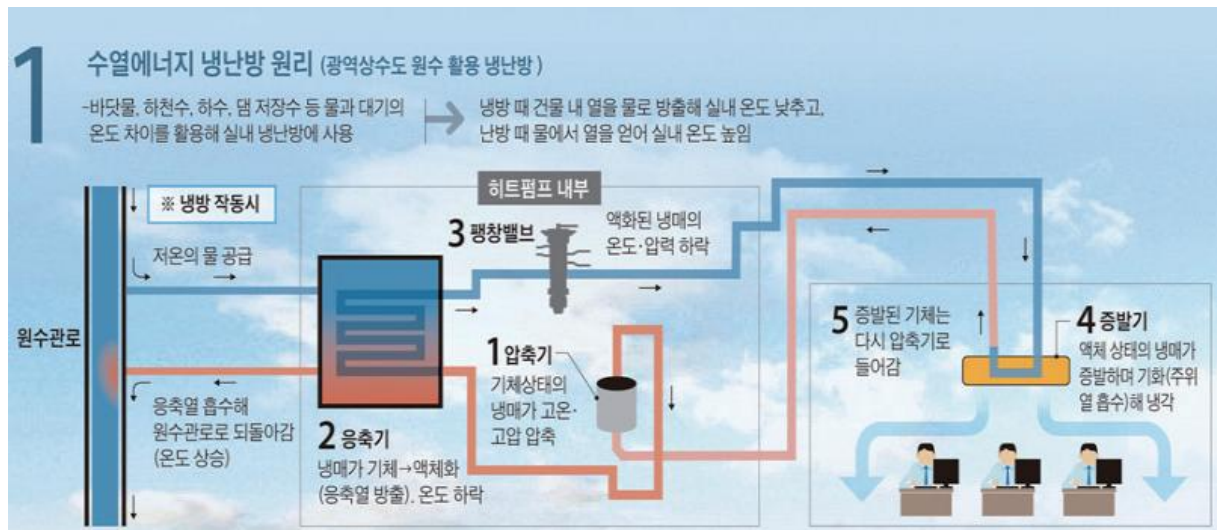 1
수열에너지 냉난방 원리 (광역상수도 원수 활용 냉난방 )
-바닷물, 하천수, 하수, 댐 저장수 등 물과 대기의
온도 차이를 활용해 실내 냉난방에 사용
냉방 때 건물 내 열을 물로 방출해 실내 온도 낮추고,
난방 때 물에서 열을 얻어 실내 온도 높임
※ 냉방 작동시
저온의 물 공급
원수관로
응축열 흡수해
원수관로로 되돌아감
(온도 상승)
히트펌프 내부
3 팽창밸브
액화된 냉매의
온도·압력 하락
1 압축기
기체상태의
냉매가 고온·
고압 압축
2 응축기
냉매가 기체→액체화
(응축열 방출). 온도 하락
5 증발된 기체는
다시 압축기로
들어감
4 증발기
액체 상태의 냉매가
증발하며 기화(주위
열 흡수)해 냉각